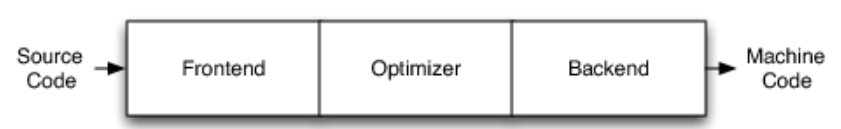 Source
Code
Frontend
Optimizer
Backend
Machine
Code